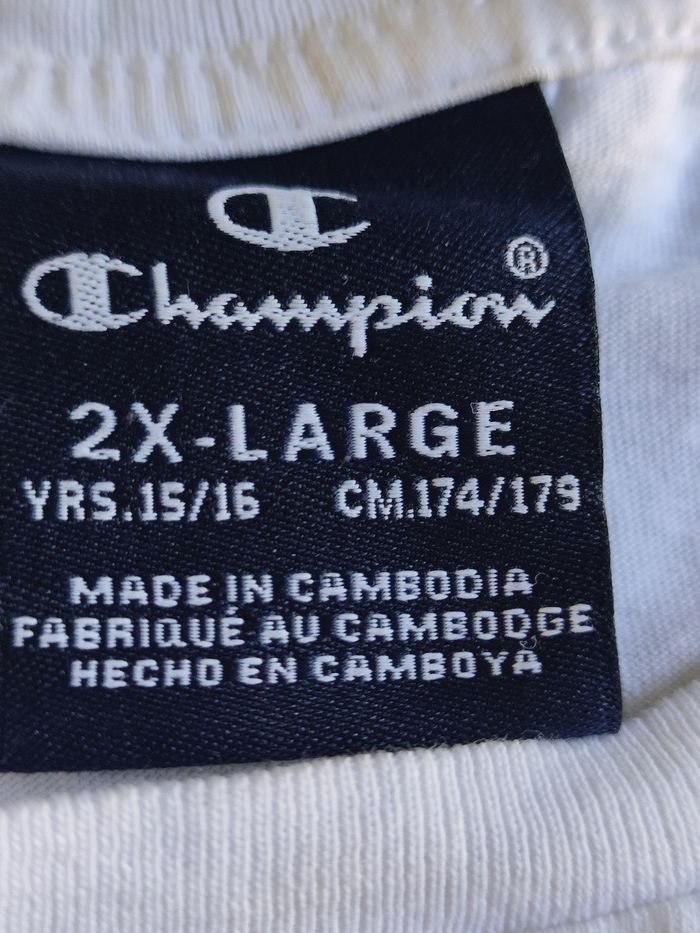 Champion®
2X-LARGE
YRS.15/16 CM.174/179
MADE IN CAMBODIA
FABRIQUÉ AU CAMBODGE
HECHO EN CAMBOYA